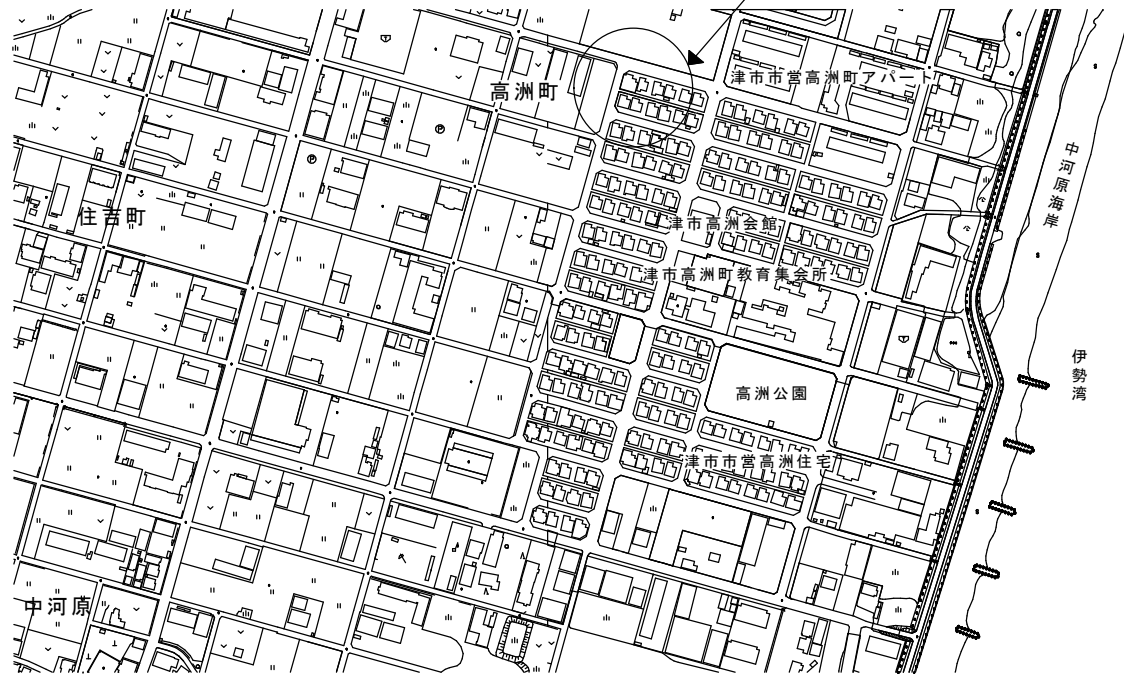 高洲町
津市市営高洲町アパート
中河原海岸
住吉町
津市高洲会館
津市高洲町教育集会所
伊勢湾
高洲公園
津市市営高洲住宅
中河原